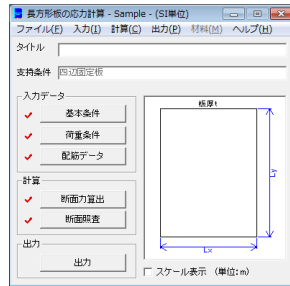 長方形板の応力計算 - Sample - (SI単位)
ファイル(F) 入力(I) 計算(C) 出力(P) 材料(M) ヘルプ(H)
タイトル
支持条件 四辺固定板
入力データ
基本条件
荷重条件
配筋データ
計算
断面力算出
断面照査
出力
出力
板厚t
Ly
Lx
スケール表示 (単位:m)